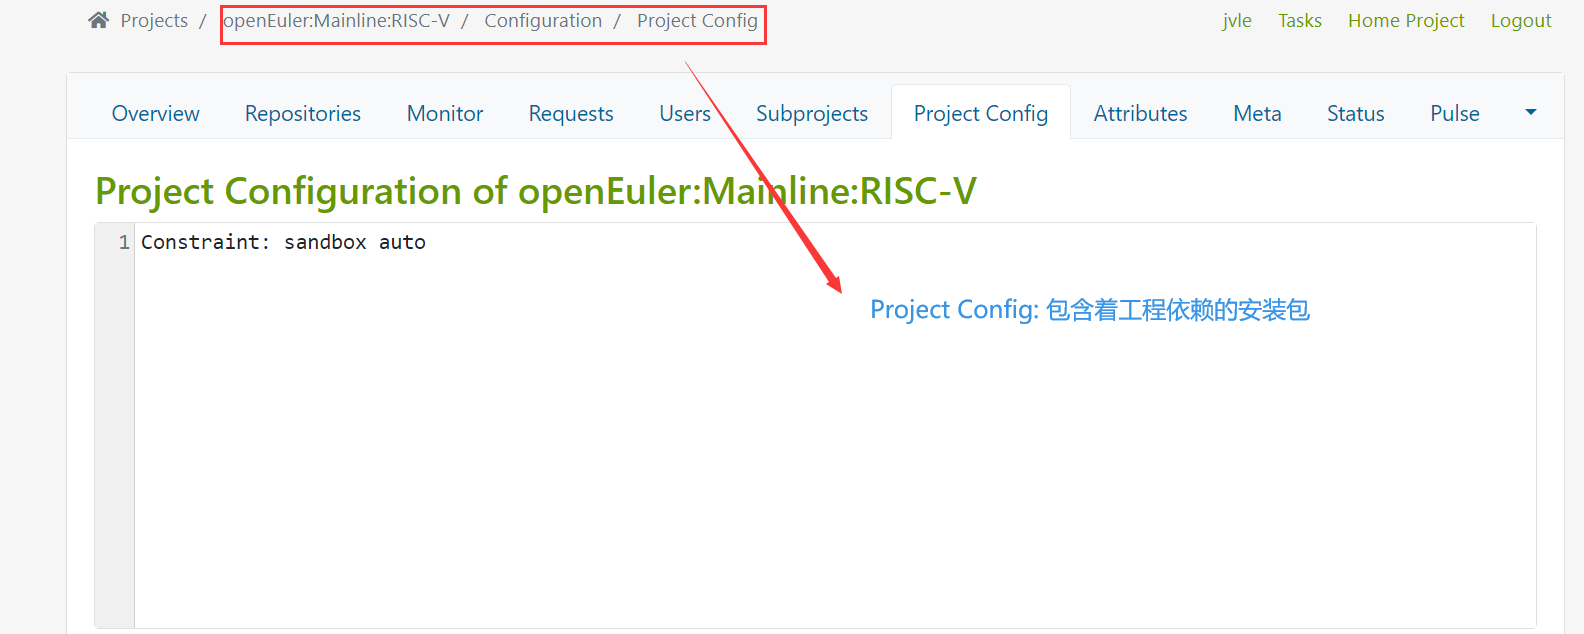 Projects / openEuler:Mainline:RISC-V / Configuration / Project Config jvle Tasks Home Project Logout
Overview Repositories Monitor Requests Users Subprojects Project Config Attributes Meta Status Pulse
Project Configuration of openEuler:Mainline:RISC-V
1 Constraint: sandbox auto
Project Config: 包含着工程依赖的安装包